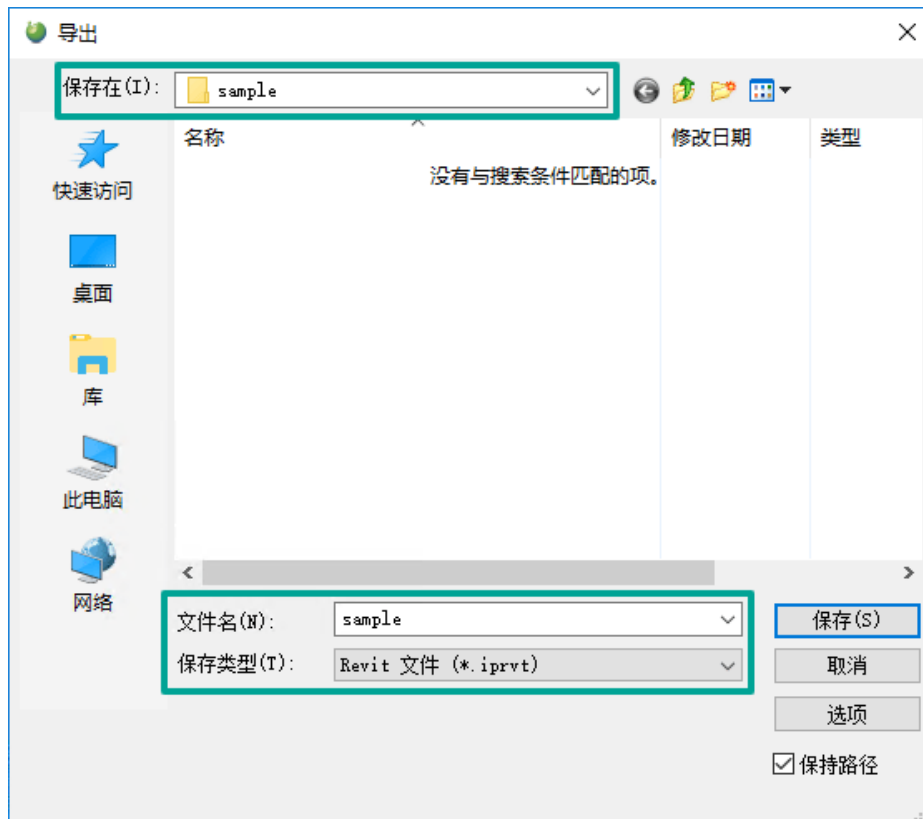 导出
保存在(I):
sample
名称
修改日期
类型
没有与搜索条件匹配的项。
快速访问
桌面
库
此电脑
网络
文件名(N):
sample
保存(S)
保存类型(T):
Revit 文件 (*.iprvt)
取消
选项
保持路径